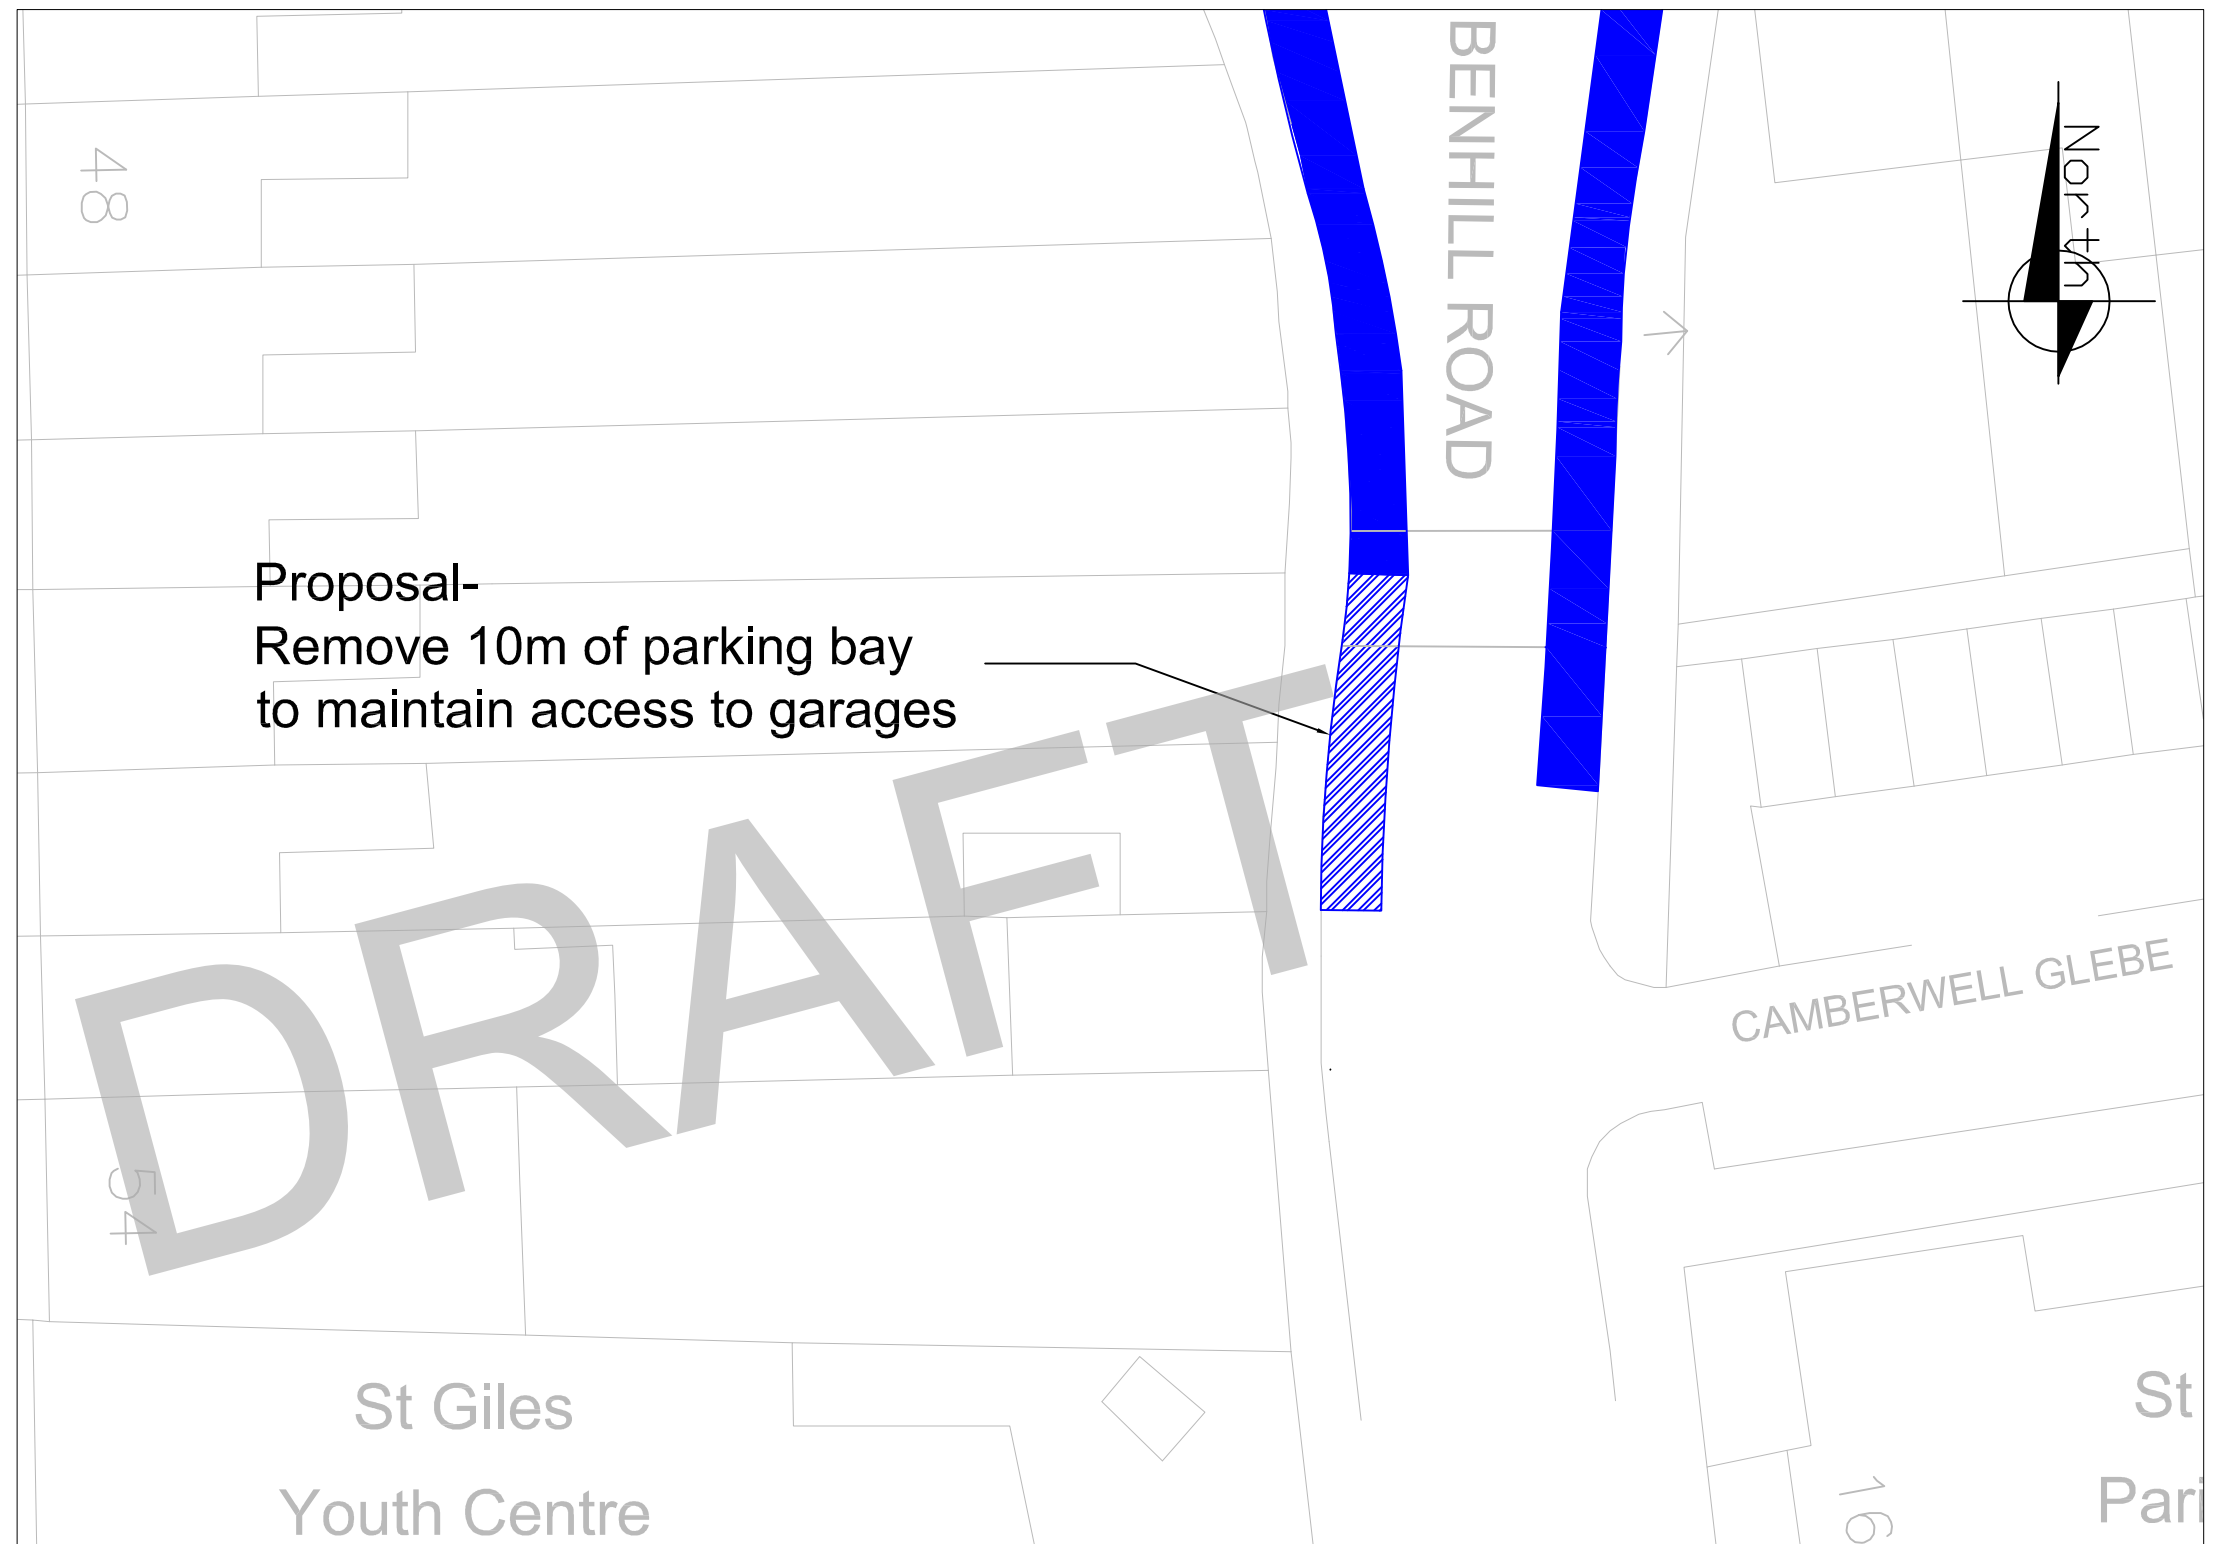 BENHILL ROAD
North
48
Proposal-
Remove 10m of parking bay
to maintain access to garages
DRAFT
CAMBERWELL GLEBE
54
St Giles
Youth Centre
St
Pari
16